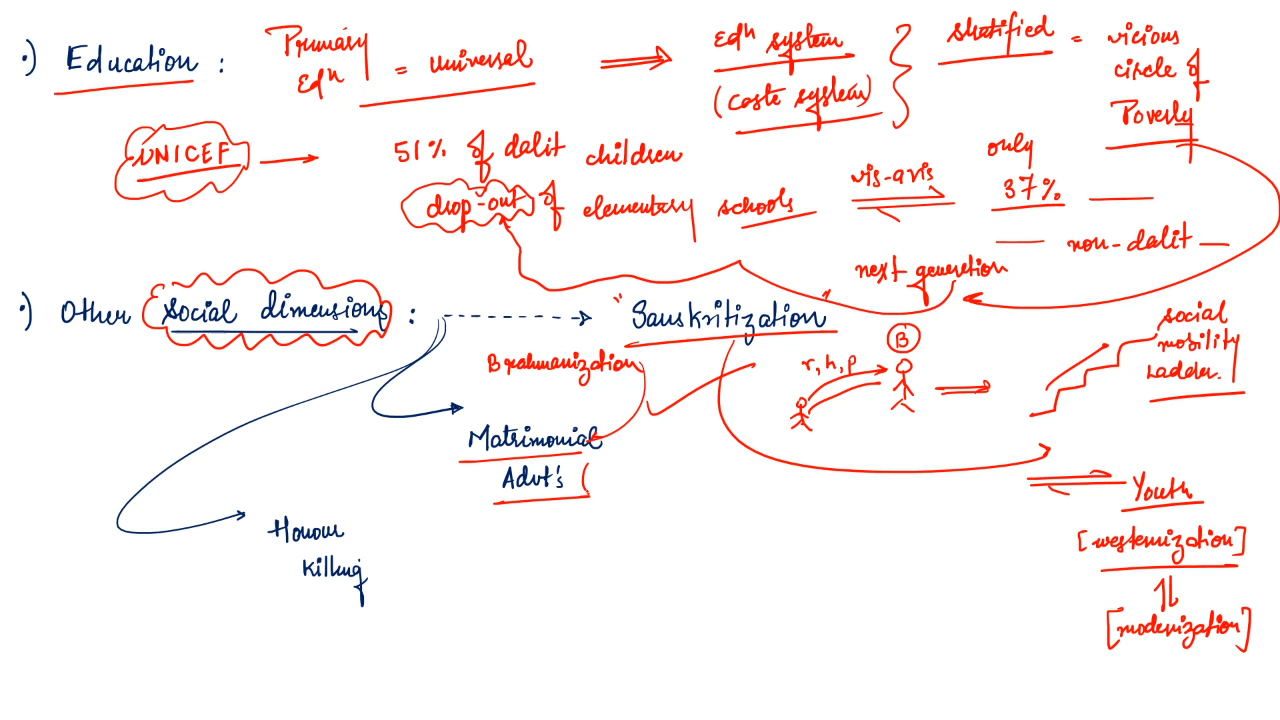 •) Education : Primary Edⁿ = universal ⇒ Edⁿ system (caste system) } stratified = vicious circle of Poverly
UNICEF → 51% of dalit children drop-out of elementary schools vis-avis only 37% —— —— non-dalit —
next generation
•) Other social dimensions : ⇢ "Sanskritization"
Brahmanization
r, h, p
B
social mobility Ladder.
Matrimonial Advt's
Honour Killing
Youth
[westernization]
[modernization]